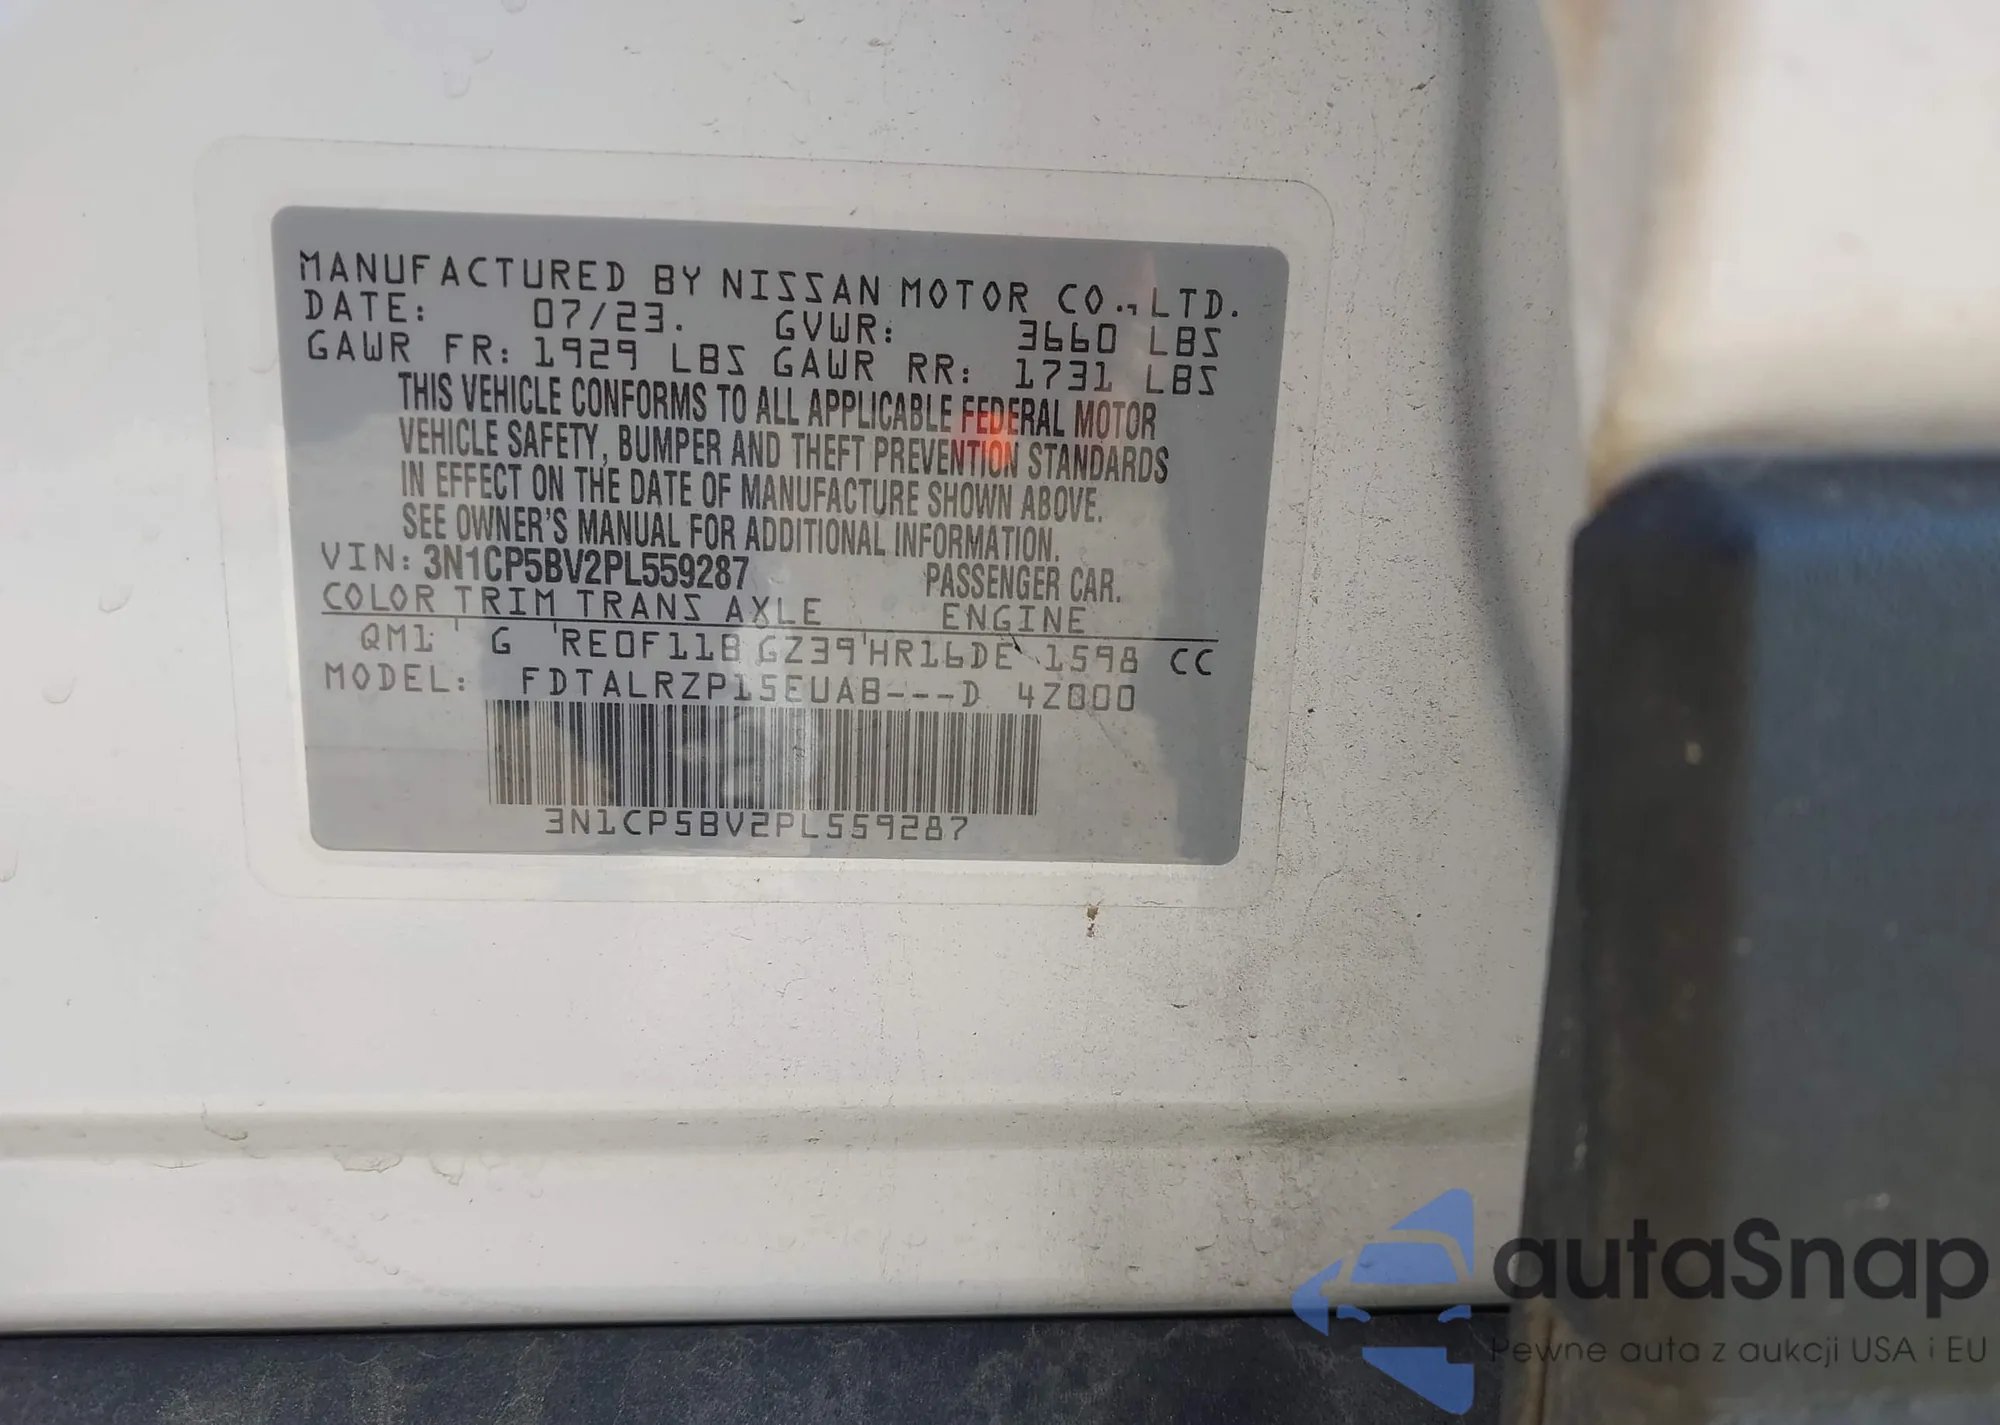 MANUFACTURED BY NISSAN MOTOR CO., LTD.
DATE: 07/23. GVWR: 3660 LBS
GAWR FR: 1929 LBS GAWR RR: 1731 LBS
THIS VEHICLE CONFORMS TO ALL APPLICABLE FEDERAL MOTOR
VEHICLE SAFETY, BUMPER AND THEFT PREVENTION STANDARDS
IN EFFECT ON THE DATE OF MANUFACTURE SHOWN ABOVE.
SEE OWNER'S MANUAL FOR ADDITIONAL INFORMATION.
VIN: 3N1CP5BV2PL559287 PASSENGER CAR.
COLOR TRIM TRANS AXLE ENGINE
QM1 ' G 'RE0F11B GZ39'HR16DE 1598 CC
MODEL: FDTALRZP15EUAB---D 4Z000
3N1CP5BV2PL559287
autaSnap
Pewne auta z aukcji USA i EU